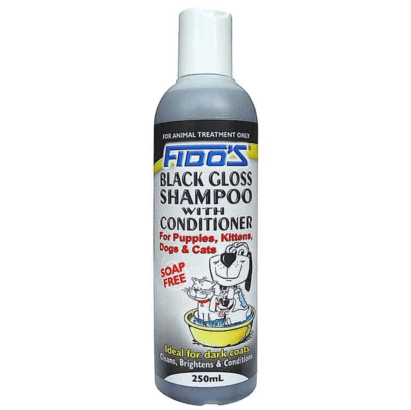 FOR ANIMAL TREATMENT ONLY
FIDO'S
BLACK GLOSS
SHAMPOO
WITH
CONDITIONER
For Puppies, Kittens,
Dogs & Cats
SOAP
FREE
Ideal for dark coats
Cleans, Brightens & Conditions
250mL